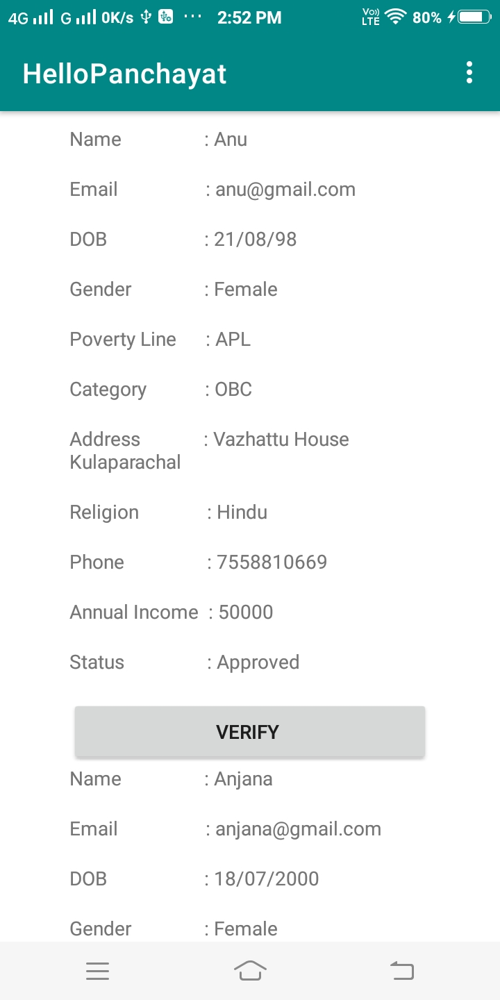 4G G 0K/s ... 2:52 PM Vo)) LTE 80%
HelloPanchayat
Name : Anu
Email : anu@gmail.com
DOB : 21/08/98
Gender : Female
Poverty Line : APL
Category : OBC
Address : Vazhattu House
Kulaparachal
Religion : Hindu
Phone : 7558810669
Annual Income : 50000
Status : Approved
VERIFY
Name : Anjana
Email : anjana@gmail.com
DOB : 18/07/2000
Gender : Female